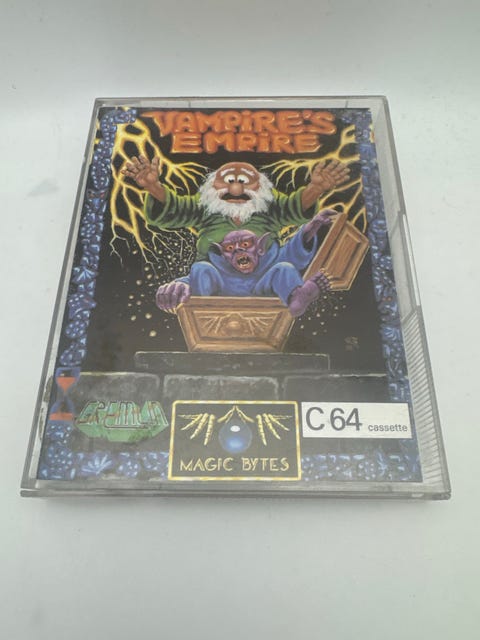 VAMPIRE'S
EMPIRE
GREMLIN
MAGIC BYTES
C 64 cassette